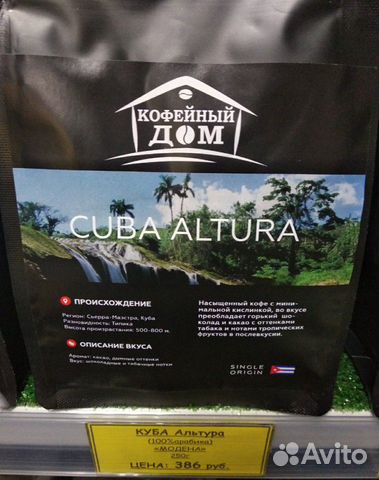 КОФЕЙНЫЙ
ДОМ
CUBA ALTURA
ПРОИСХОЖДЕНИЕ
Регион: Сьерра-Маэстра, Куба
Разновидность: Типика
Высота произрастания: 500-800 м.
ОПИСАНИЕ ВКУСА
Аромат: какао, дымные оттенки
Вкус: шоколадные и табачные нотки
Насыщенный кофе с мини-
мальной кислинкой, во вкусе
преобладает горький шо-
колад и какао с оттенками
табака и нотами тропических
фруктов в послевкусии.
SINGLE
ORIGIN
КУБА Альтура
(100%арабика)
«МОДЕНА»
250г
ЦЕНА: 386 руб.
Avito